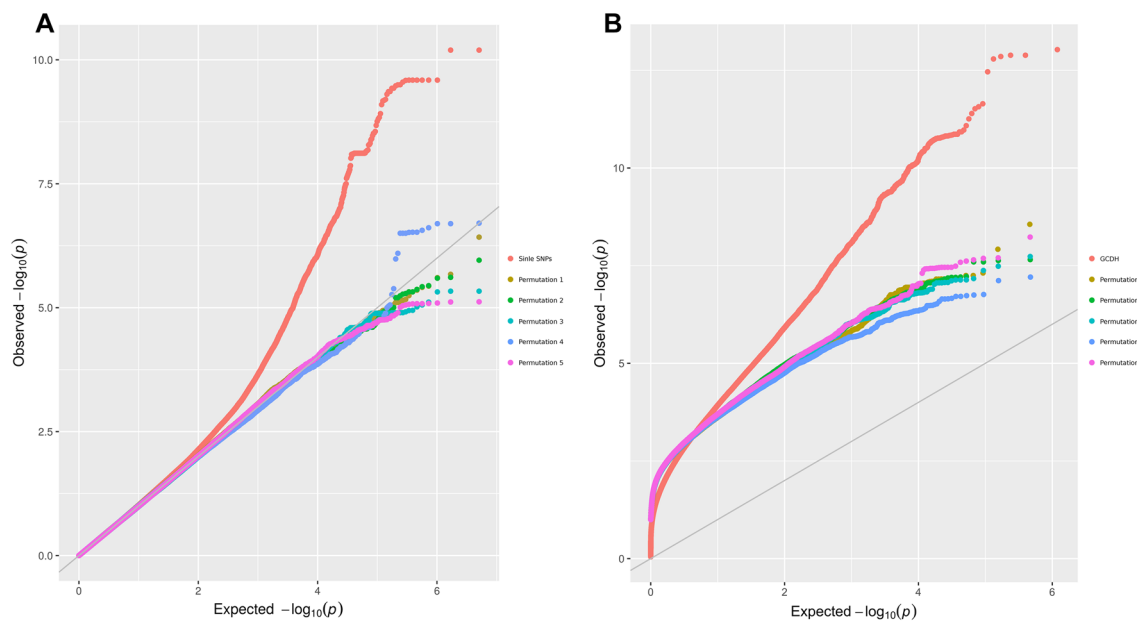 A
10.0
7.5
5.0
2.5
0.0
Observed −log10(p)
0
2
4
6
Expected −log10(p)
Sinle SNPs
Permutation 1
Permutation 2
Permutation 3
Permutation 4
Permutation 5
B
10
5
0
Observed −log10(p)
0
2
4
6
Expected −log10(p)
GCDH
Permutation
Permutation
Permutation
Permutation
Permutation